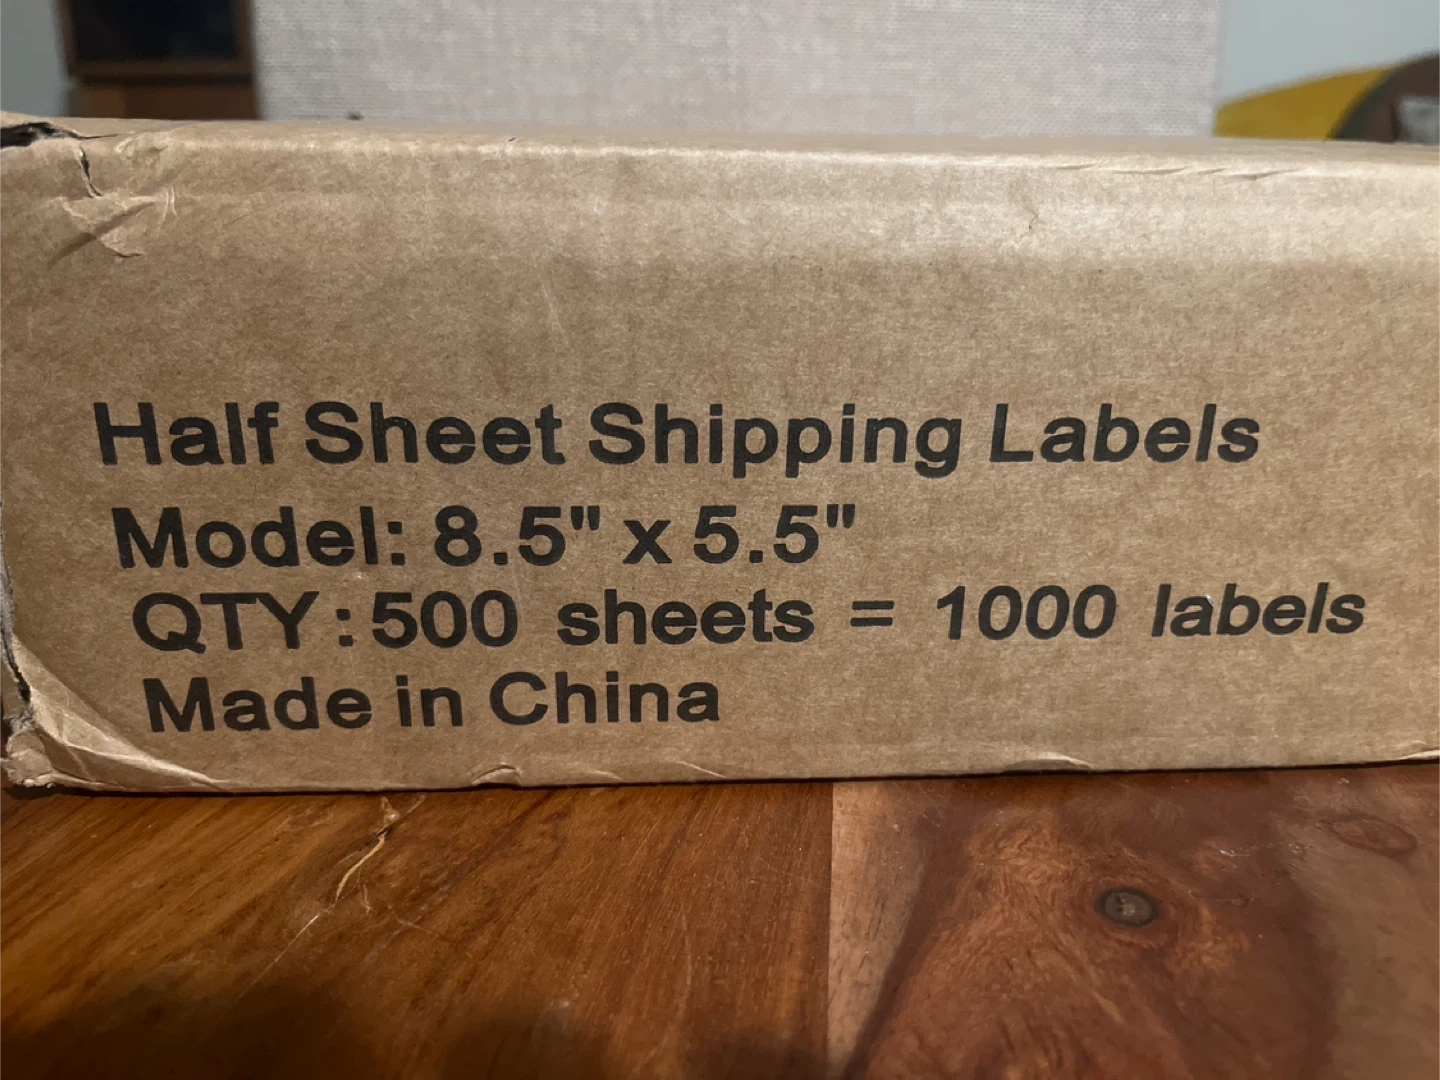 Half Sheet Shipping Labels
Model: 8.5" x 5.5"
QTY : 500 sheets = 1000 labels
Made in China